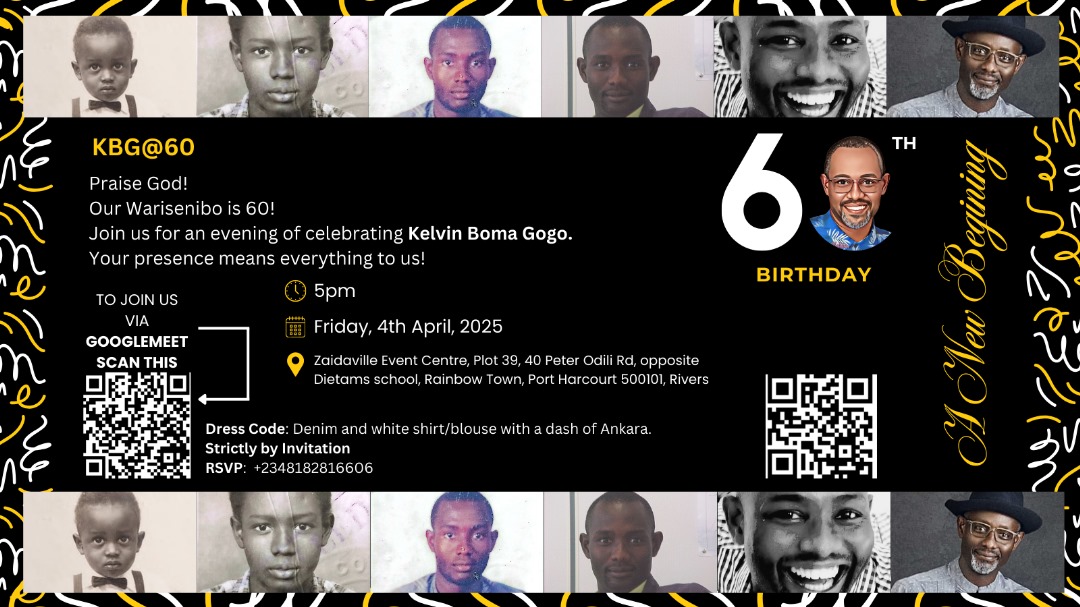 KBG@60
Praise God!
Our Warisenibo is 60!
Join us for an evening of celebrating Kelvin Boma Gogo.
Your presence means everything to us!
6 TH
BIRTHDAY
A New Begining
TO JOIN US
VIA
GOOGLEMEET
SCAN THIS
5pm
Friday, 4th April, 2025
Zaidaville Event Centre, Plot 39, 40 Peter Odili Rd, opposite
Dietams school, Rainbow Town, Port Harcourt 500101, Rivers
Dress Code: Denim and white shirt/blouse with a dash of Ankara.
Strictly by Invitation
RSVP: +2348182816606